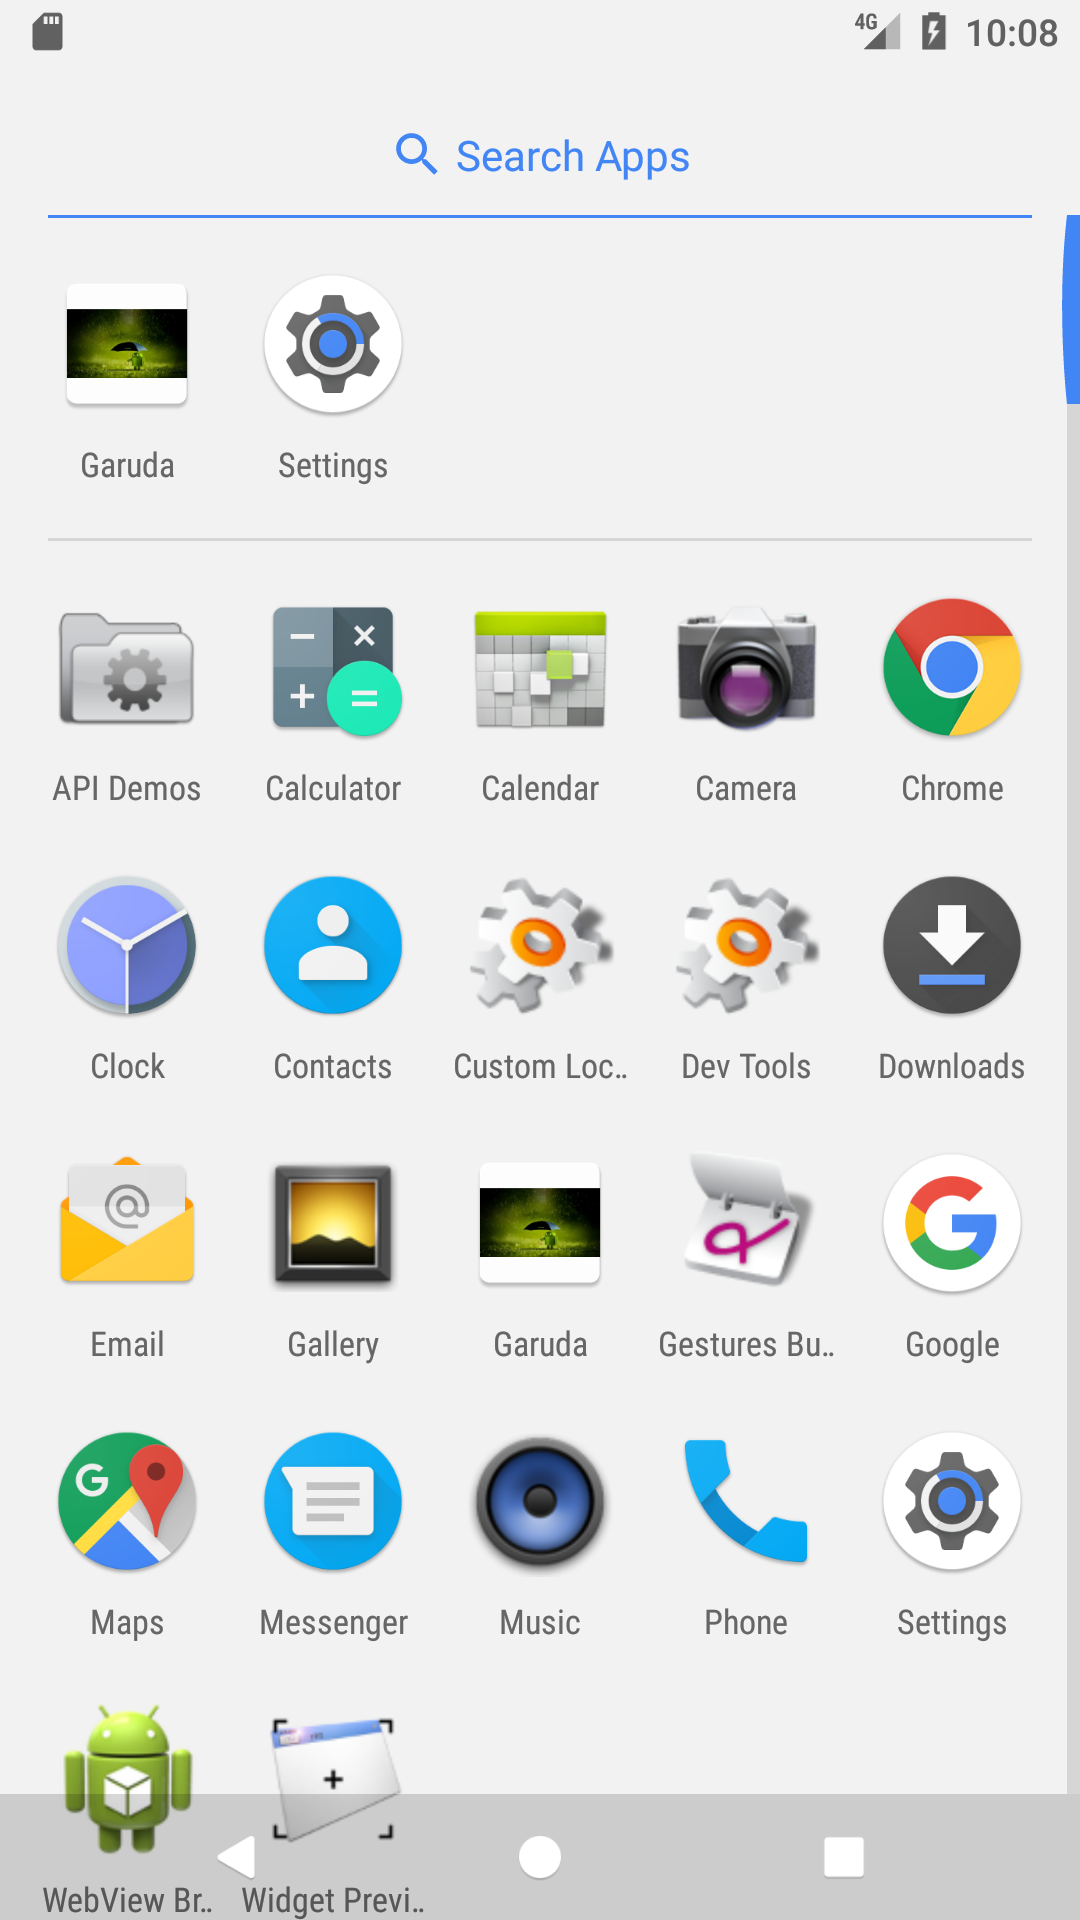 4G 10:08
Search Apps
Garuda Settings
API Demos Calculator Calendar Camera Chrome
Clock Contacts Custom Loc.. Dev Tools Downloads
Email Gallery Garuda Gestures Bu.. Google
Maps Messenger Music Phone Settings
WebView Br.. Widget Previ..